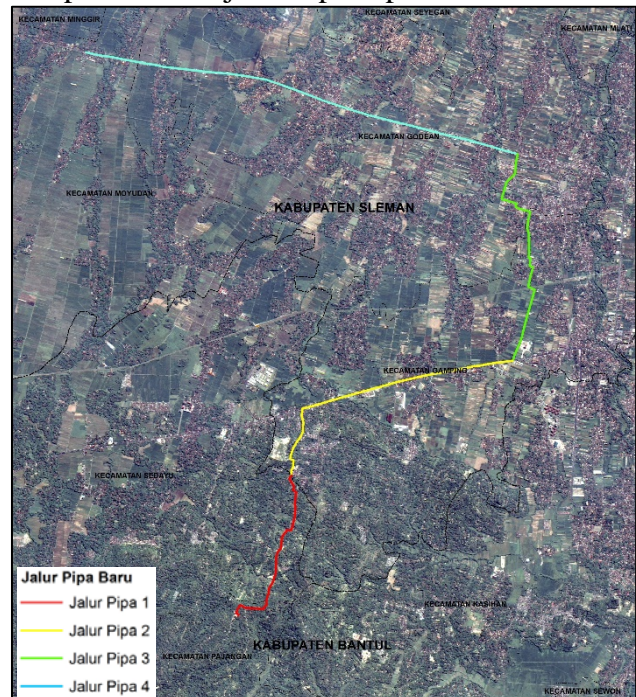 KECAMATAN MINGGIR
KECAMATAN SEYEGAN
KECAMATAN MLATI
KECAMATAN GODEAN
KECAMATAN MOYUDAN
KABUPATEN SLEMAN
KECAMATAN GAMPING
KECAMATAN SEDAYU
KECAMATAN KASIHAN
KABUPATEN BANTUL
KECAMATAN PAJANGAN
KECAMATAN SEWON
Jalur Pipa Baru
Jalur Pipa 1
Jalur Pipa 2
Jalur Pipa 3
Jalur Pipa 4